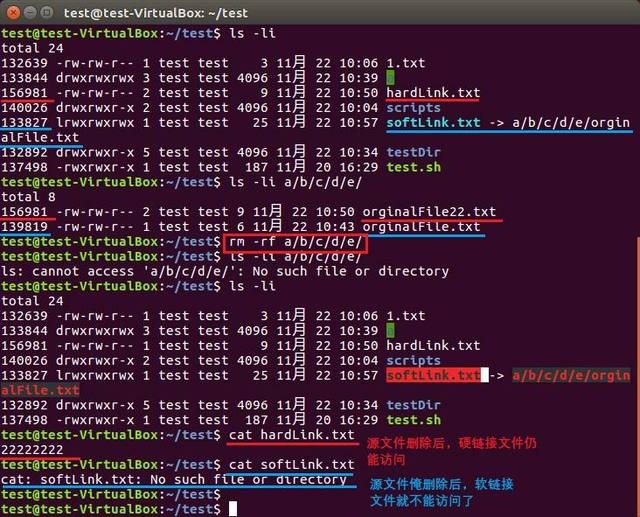 test@test-VirtualBox: ~/test
test@test-VirtualBox:~/test$ ls -li
total 24
132639 -rw-rw-r-- 1 test test    3 11月 22 10:06 1.txt
133844 drwxrwxrwx 3 test test 4096 11月 22 10:39
156981 -rw-rw-r-- 2 test test    9 11月 22 10:50 hardLink.txt
140026 drwxrwxr-x 2 test test 4096 11月 22 10:04 scripts
133827 lrwxrwxrwx 1 test test   25 11月 22 10:57 softLink.txt -> a/b/c/d/e/orgin
alFile.txt
132892 drwxrwxr-x 5 test test 4096 11月 22 10:34 testDir
137498 -rwxrwxr-x 1 test test  187 11月 20 16:29 test.sh
test@test-VirtualBox:~/test$ ls -li a/b/c/d/e/
total 8
156981 -rw-rw-r-- 2 test test 9 11月 22 10:50 orginalFile22.txt
139819 -rw-rw-r-- 1 test test 6 11月 22 10:43 orginalFile.txt
test@test-VirtualBox:~/test$ rm -rf a/b/c/d/e/
test@test-VirtualBox:~/test$ ls -li a/b/c/d/e/
ls: cannot access 'a/b/c/d/e/': No such file or directory
test@test-VirtualBox:~/test$ ls -li
total 24
132639 -rw-rw-r-- 1 test test    3 11月 22 10:06 1.txt
133844 drwxrwxrwx 3 test test 4096 11月 22 10:39
156981 -rw-rw-r-- 1 test test    9 11月 22 10:50 hardLink.txt
140026 drwxrwxr-x 2 test test 4096 11月 22 10:04 scripts
133827 lrwxrwxrwx 1 test test   25 11月 22 10:57 softLink.txt -> a/b/c/d/e/orgin
alFile.txt
132892 drwxrwxr-x 5 test test 4096 11月 22 10:34 testDir
137498 -rwxrwxr-x 1 test test  187 11月 20 16:29 test.sh
test@test-VirtualBox:~/test$ cat hardLink.txt
22222222
test@test-VirtualBox:~/test$ cat softLink.txt
cat: softLink.txt: No such file or directory
test@test-VirtualBox:~/test$
test@test-VirtualBox:~/test$
源文件删除后，硬链接文件仍
能访问
源文件俺删除后，软链接
文件就不能访问了